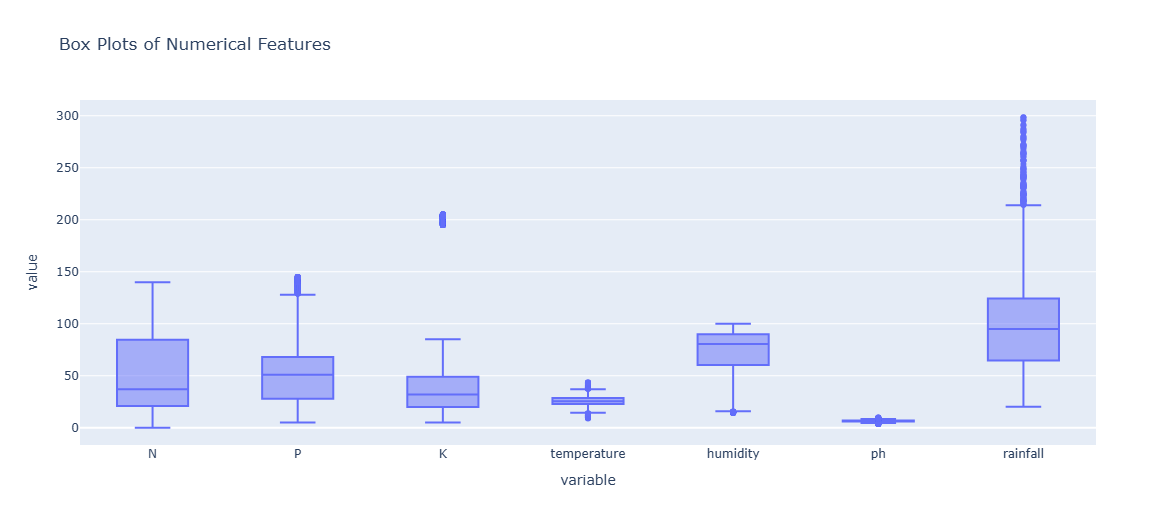 Box Plots of Numerical Features
value
300
250
200
150
100
50
0
N P K temperature humidity ph rainfall
variable